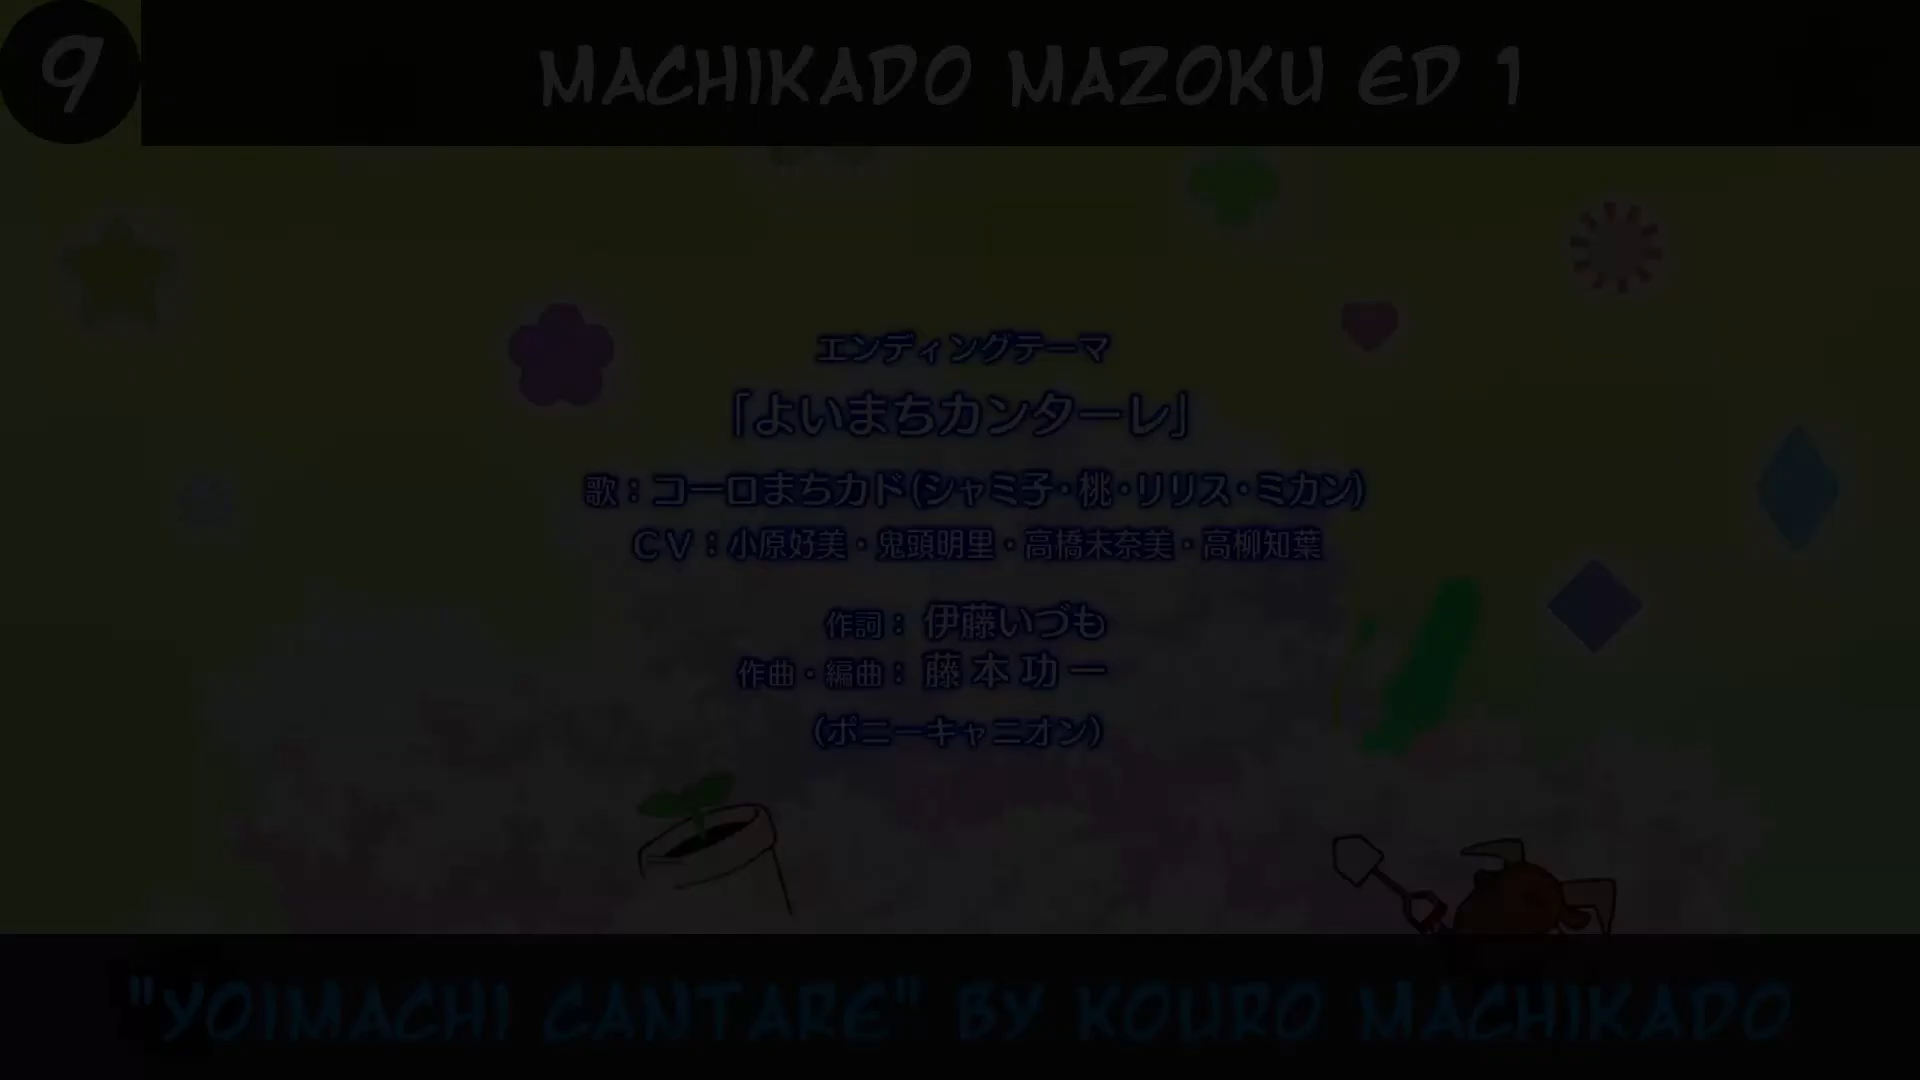 9
MACHIKADO MAZOKU ED 1
エンディングテーマ
「よいまちカンターレ」
歌：コーロまちカド(シャミ子・桃・リリス・ミカン)
CV：小原好美・鬼頭明里・高橋未奈美・高柳知葉
作詞：伊藤いづも
作曲・編曲：藤本功一
(ポニーキャニオン)
"YOIMACHI CANTARE" BY KOURO MACHIKADO